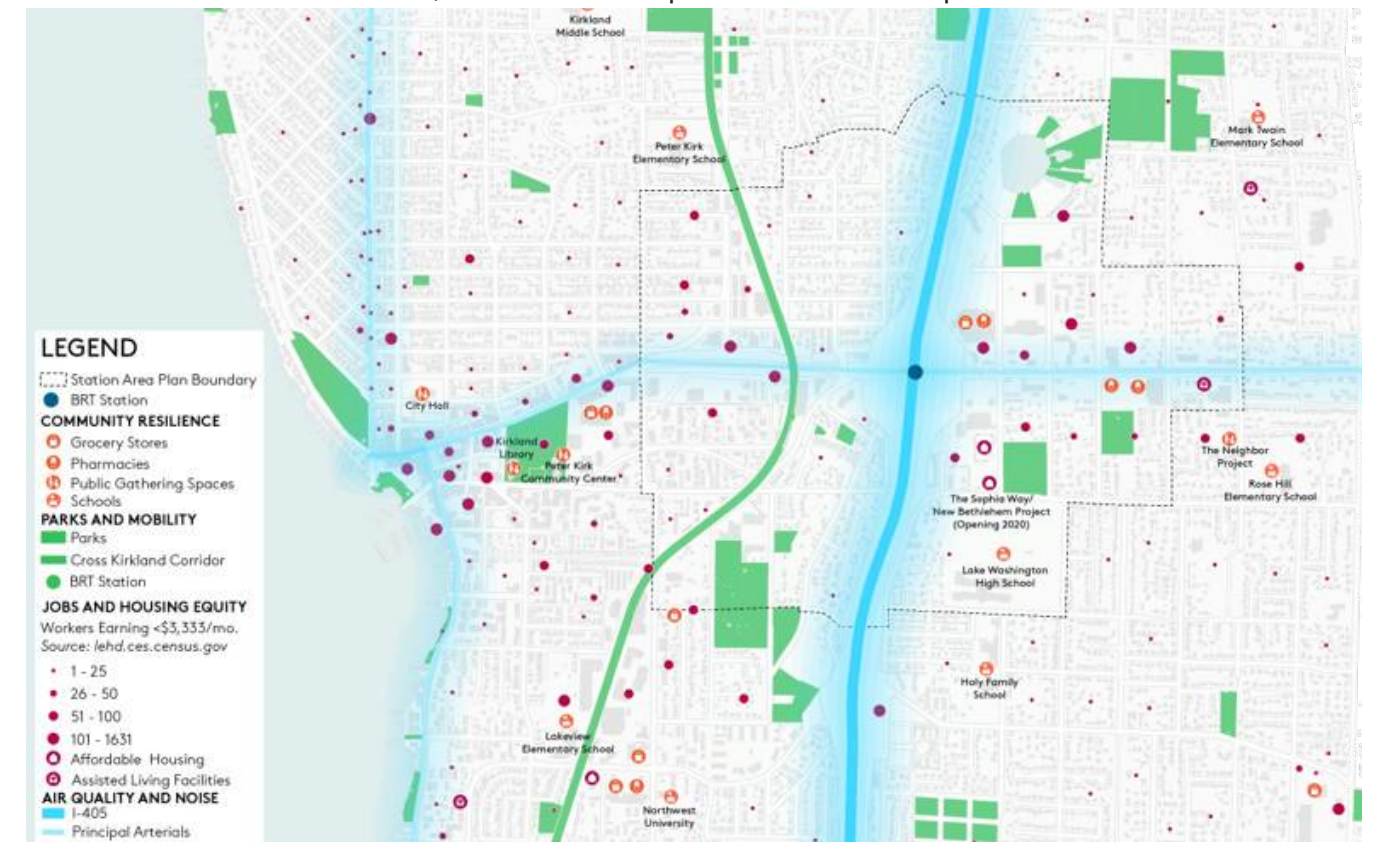 Kirkland
Middle School
Mark Twain
Elementary School
Peter Kirk
Elementary School
LEGEND
Station Area Plan Boundary
BRT Station
COMMUNITY RESILIENCE
Grocery Stores
Pharmacies
Public Gathering Spaces
Schools
PARKS AND MOBILITY
Parks
Cross Kirkland Corridor
BRT Station
JOBS AND HOUSING EQUITY
Workers Earning <$3,333/mo.
Source: lehd.ces.census.gov
1 - 25
26 - 50
51 - 100
101 - 1631
Affordable Housing
Assisted Living Facilities
AIR QUALITY AND NOISE
I-405
Principal Arterials
City Hall
Kirkland
Library
Peter Kirk
Community Center
The Neighbor
Project
Rose Hill
Elementary School
The Sophia Way/
New Bethlehem Project
(Opening 2020)
Lake Washington
High School
Holy Family
School
Lakeview
Elementary School
Northwest
University